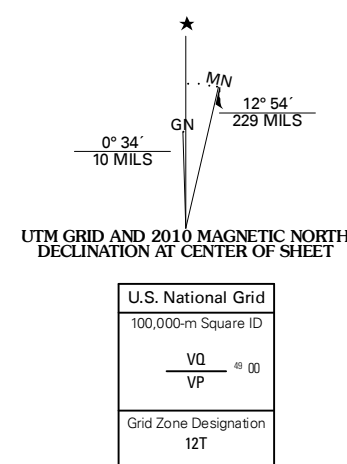 ★
MN
GN
12° 54´
229 MILS
0° 34´
10 MILS
UTM GRID AND 2010 MAGNETIC NORTH
DECLINATION AT CENTER OF SHEET
U.S. National Grid
100,000-m Square ID
VQ
49 00
VP
Grid Zone Designation
12T